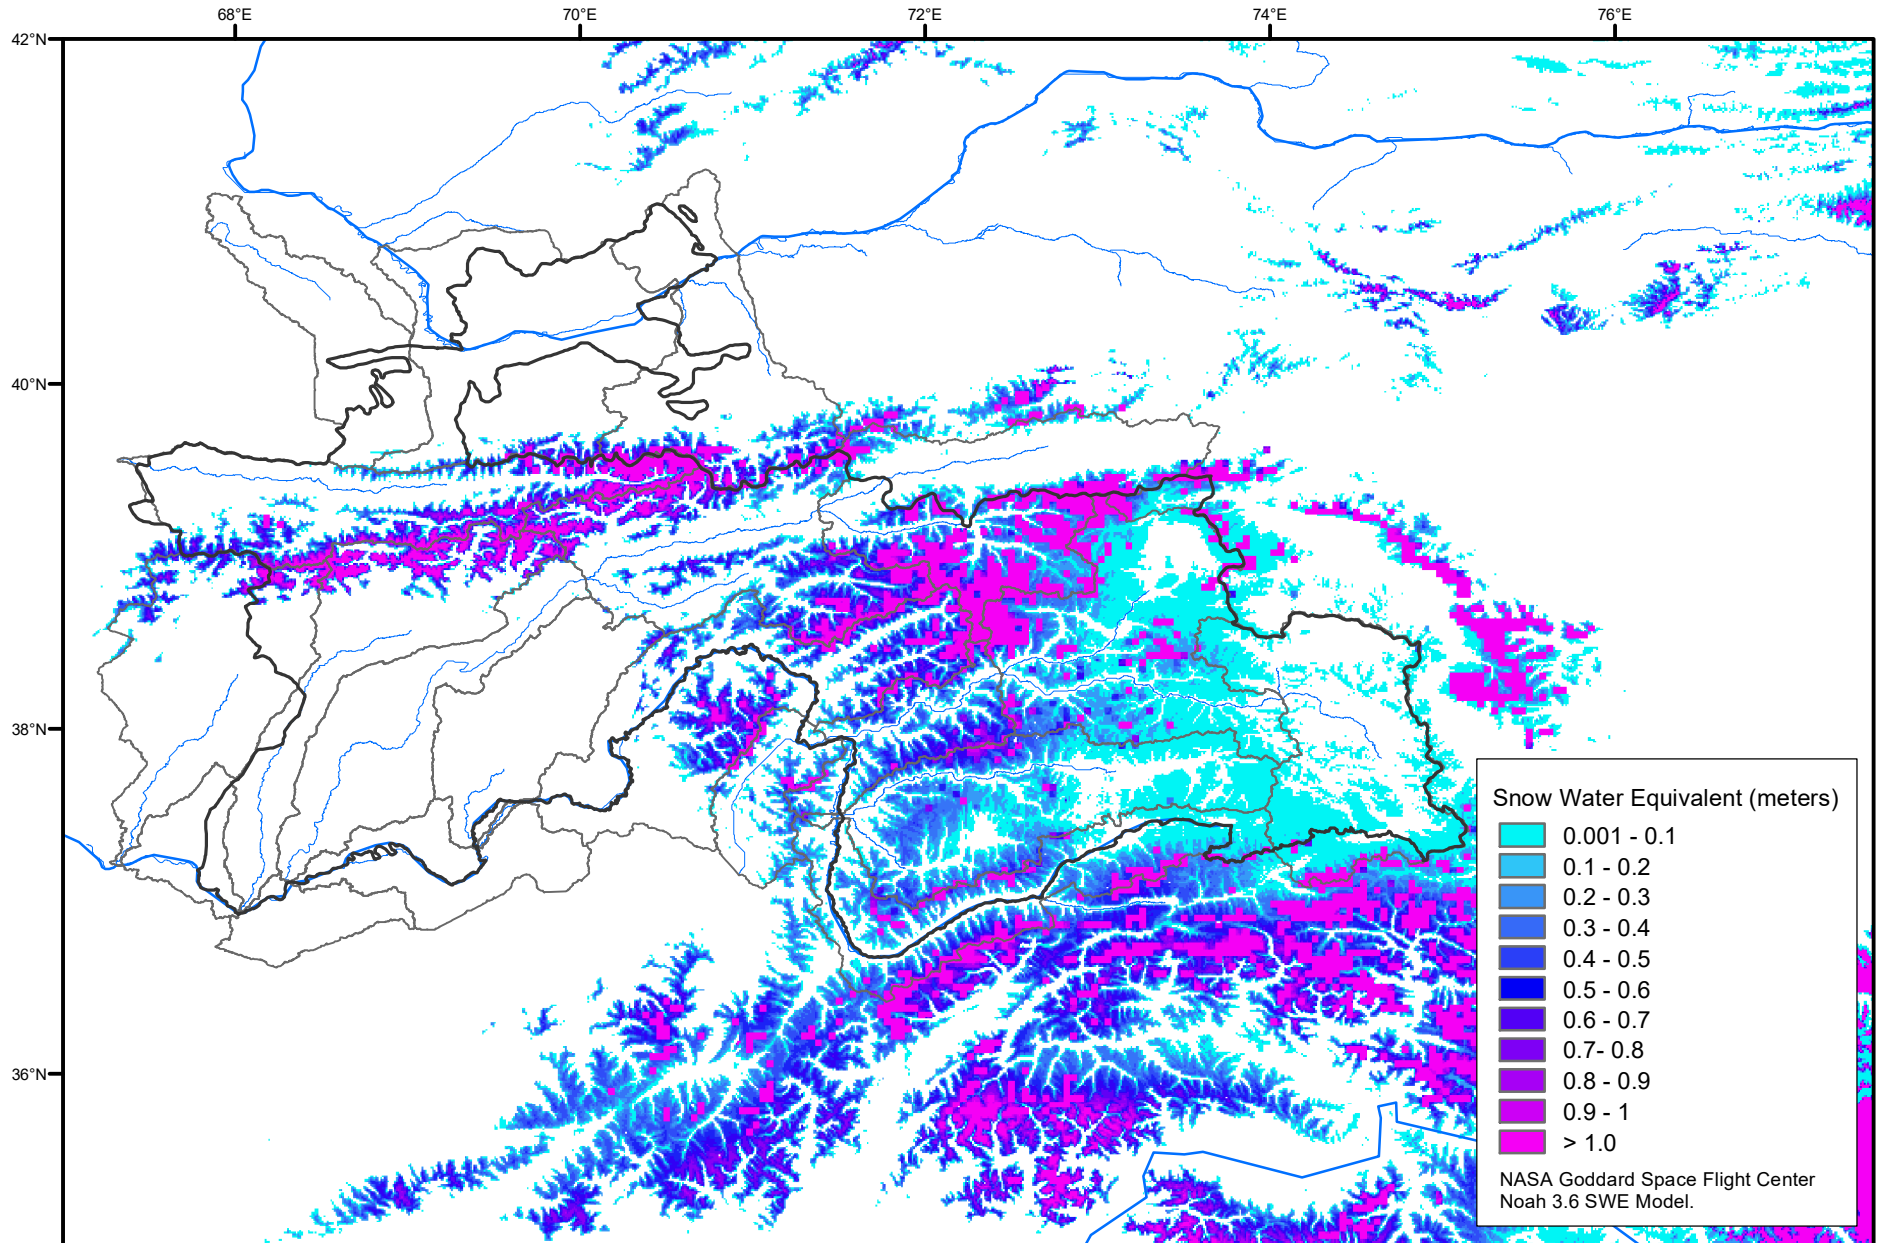 68°E
70°E
72°E
74°E
76°E
42°N
40°N
38°N
36°N
Snow Water Equivalent (meters)
0.001 - 0.1
0.1 - 0.2
0.2 - 0.3
0.3 - 0.4
0.4 - 0.5
0.5 - 0.6
0.6 - 0.7
0.7- 0.8
0.8 - 0.9
0.9 - 1
> 1.0
NASA Goddard Space Flight Center
Noah 3.6 SWE Model.